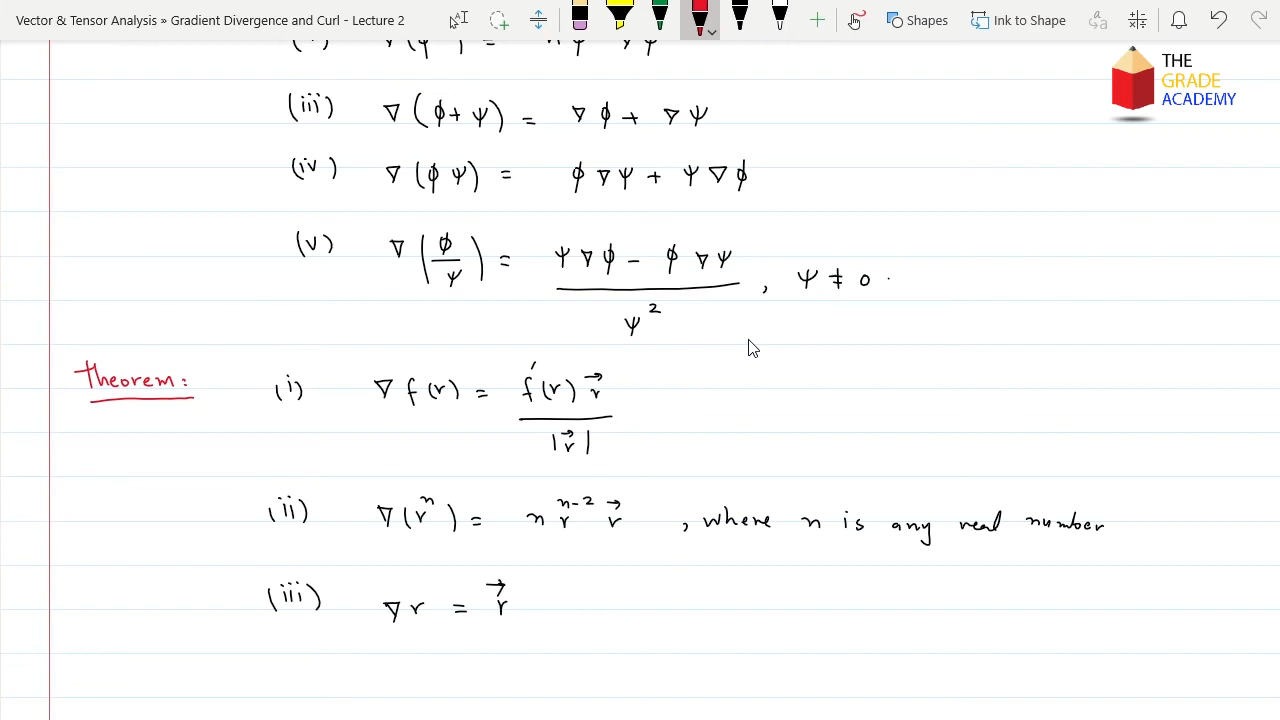 Vector & Tensor Analysis » Gradient Divergence and Curl - Lecture 2
Shapes
Ink to Shape
THE
GRADE
ACADEMY
(iii) ∇(ϕ + ψ) = ∇ϕ + ∇ψ
(iv) ∇(ϕ ψ) = ϕ∇ψ + ψ∇ϕ
(v) ∇(ϕ/ψ) = (ψ∇ϕ − ϕ∇ψ)/ψ², ψ ≠ 0 .
Theorem: (i) ∇f(r) = f′(r) r⃗ / |r⃗|
(ii) ∇(rⁿ) = n rⁿ⁻² r⃗ , where n is any real number
(iii) ∇r = r⃗